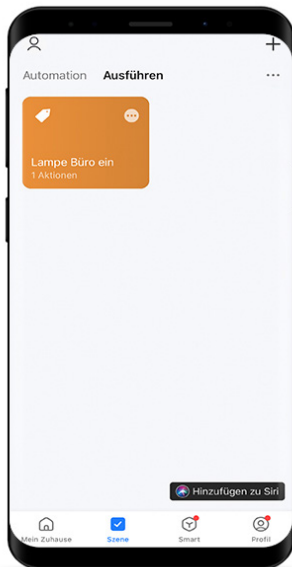 Automation Ausführen
Lampe Büro ein
1 Aktionen
Hinzufügen zu Siri
Mein Zuhause Szene Smart Profil